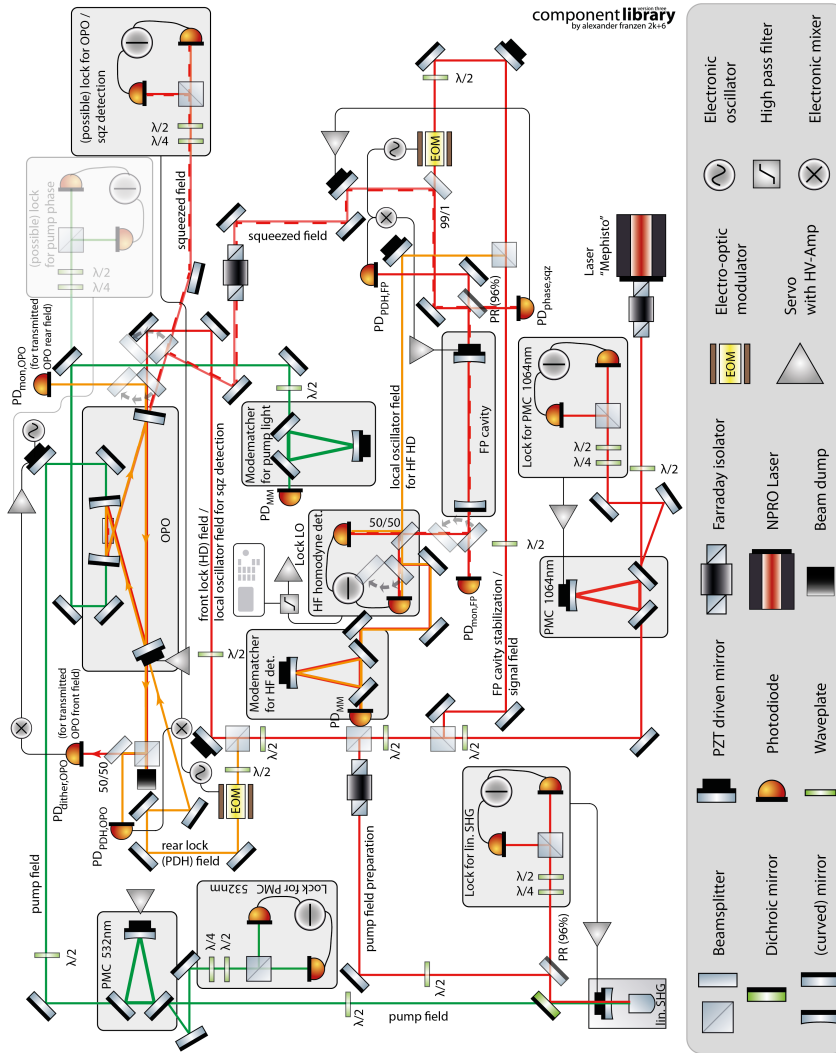 component library
version three
by alexander franzen 2k+6
(possible) lock for OPO /
sqz detection
λ/2
λ/4
(possible) lock
for pump phase
λ/2
λ/4
squeezed field
squeezed field
PDmon,OPO
(for transmitted
OPO rear field)
OPO
λ/2
Modematcher
for pump light
PDMM
front lock (HD) field /
local oscillator field for sqz detection
λ/2
λ/2
EOM
99/1
PDPDH,FP
PR (96%)
PDphase,sqz
FP cavity
local oscillator field
for HF HD
50/50
HF homodyne det.
Lock LO
PDmon,FP
Modematcher
for HF det.
PDMM
λ/2
FP cavity stabilization /
signal field
Laser
"Mephisto"
Lock for PMC 1064nm
λ/2
λ/4
λ/2
PMC 1064nm
(for transmitted
OPO front field)
PDdither,OPO
50/50
PDPDH,OPO
rear lock
(PDH) field
EOM
λ/2
λ/2
λ/2
λ/2
pump field
λ/2
PMC 532nm
Lock for PMC
532nm
λ/4
λ/2
λ/2
pump field
pump field preparation
λ/2
Lock for lin. SHG
λ/2
λ/4
PR (96%)
lin. SHG
Beamsplitter
Dichroic mirror
(curved) mirror
PZT driven mirror
Photodiode
Waveplate
Faraday isolator
NPRO Laser
Beam dump
Electro-optic
modulator
EOM
Servo
with HV-Amp
Electronic
oscillator
High pass filter
Electronic mixer